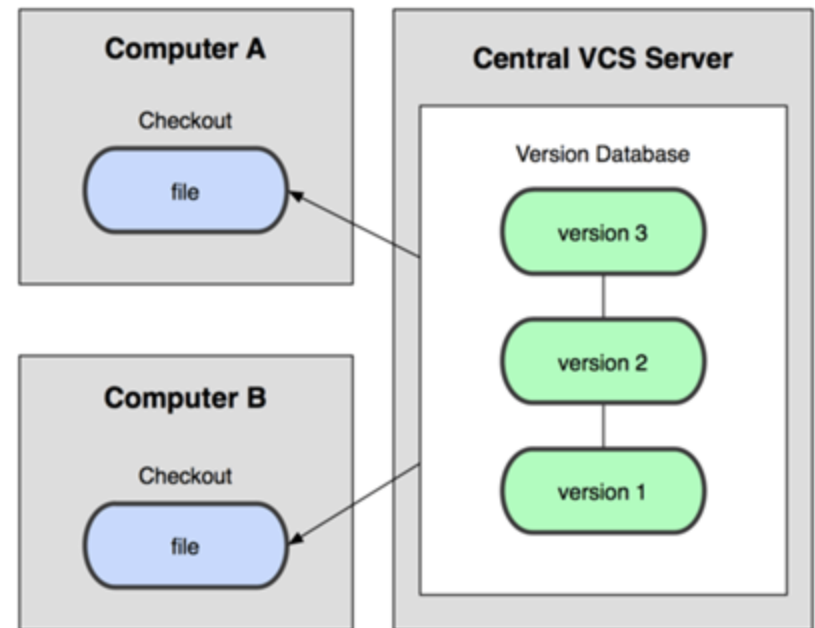 Computer A
Checkout
file
Computer B
Checkout
file
Central VCS Server
Version Database
version 3
version 2
version 1